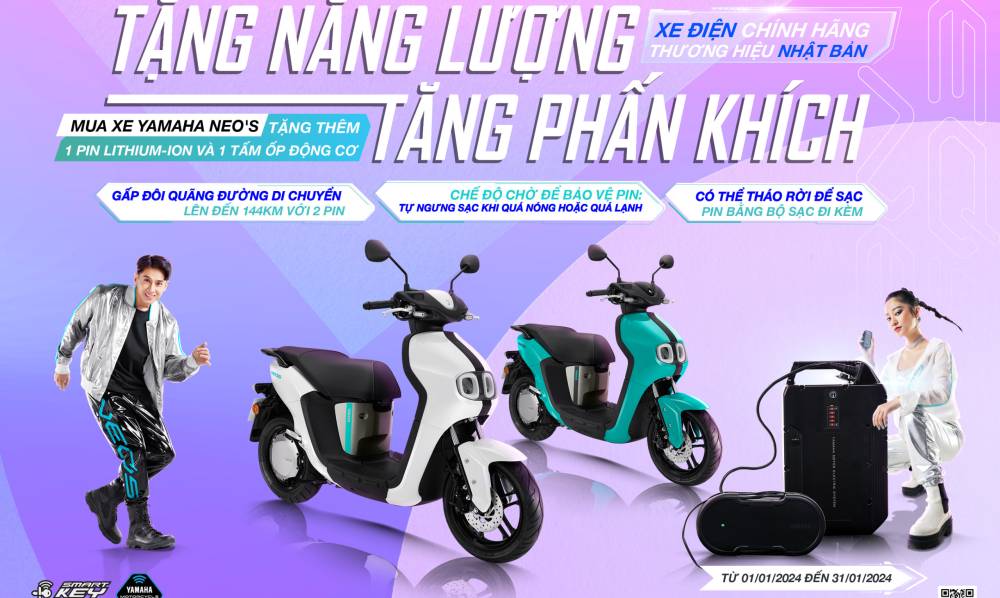 TẶNG NĂNG LƯỢNG
TĂNG PHẤN KHÍCH
XE ĐIỆN CHÍNH HÃNG
THƯƠNG HIỆU NHẬT BẢN
MUA XE YAMAHA NEO'S TẶNG THÊM
1 PIN LITHIUM-ION VÀ 1 TẤM ỐP ĐỘNG CƠ
GẤP ĐÔI QUÃNG ĐƯỜNG DI CHUYỂN
LÊN ĐẾN 144KM VỚI 2 PIN
CHẾ ĐỘ CHỜ ĐỂ BẢO VỆ PIN:
TỰ NGƯNG SẠC KHI QUÁ NÓNG HOẶC QUÁ LẠNH
CÓ THỂ THÁO RỜI ĐỂ SẠC
PIN BẰNG BỘ SẠC ĐI KÈM
NEO'S
TỪ 01/01/2024 ĐẾN 31/01/2024
SMART
KEY
YAMAHA
MOTORCYCLE